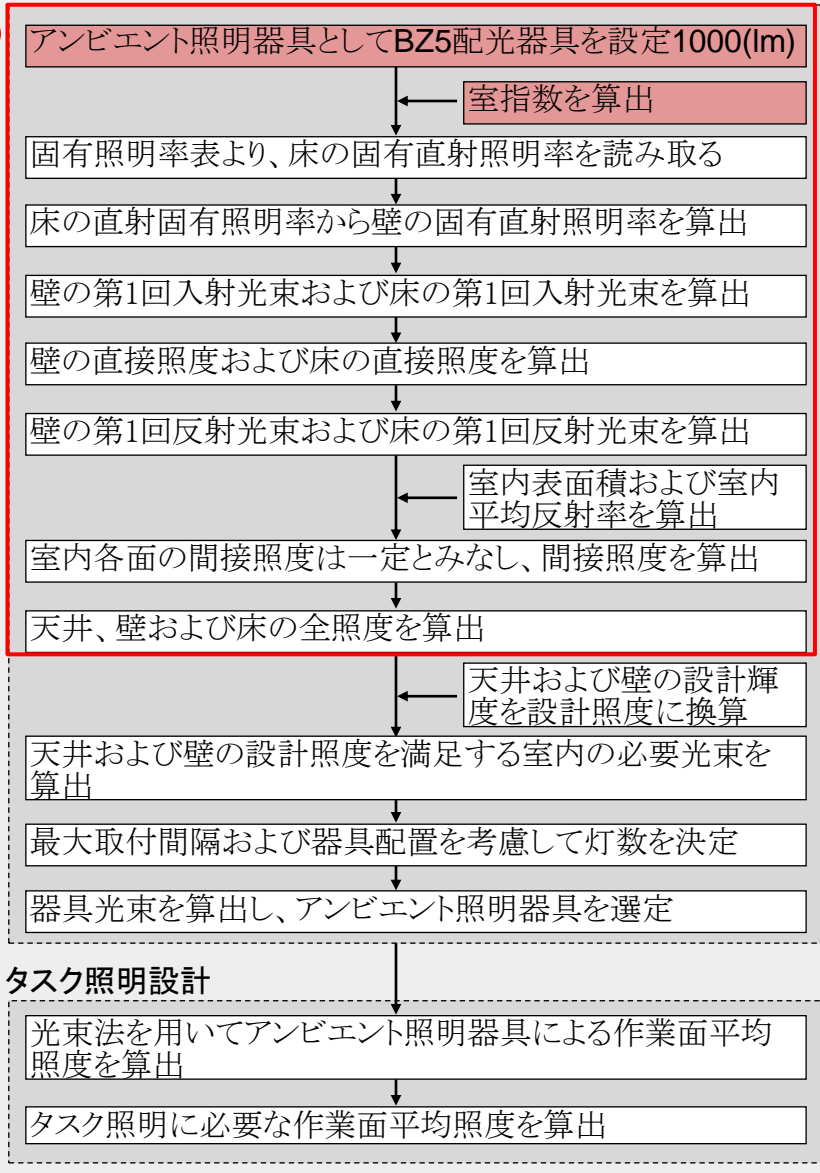 アンビエント照明器具としてBZ5配光器具を設定1000(lm)
室指数を算出
固有照明率表より、床の固有直射照明率を読み取る
床の直射固有照明率から壁の固有直射照明率を算出
壁の第1回入射光束および床の第1回入射光束を算出
壁の直接照度および床の直接照度を算出
壁の第1回反射光束および床の第1回反射光束を算出
室内表面積および室内
平均反射率を算出
室内各面の間接照度は一定とみなし、間接照度を算出
天井、壁および床の全照度を算出
天井および壁の設計輝
度を設計照度に換算
天井および壁の設計照度を満足する室内の必要光束を
算出
最大取付間隔および器具配置を考慮して灯数を決定
器具光束を算出し、アンビエント照明器具を選定
タスク照明設計
光束法を用いてアンビエント照明器具による作業面平均
照度を算出
タスク照明に必要な作業面平均照度を算出